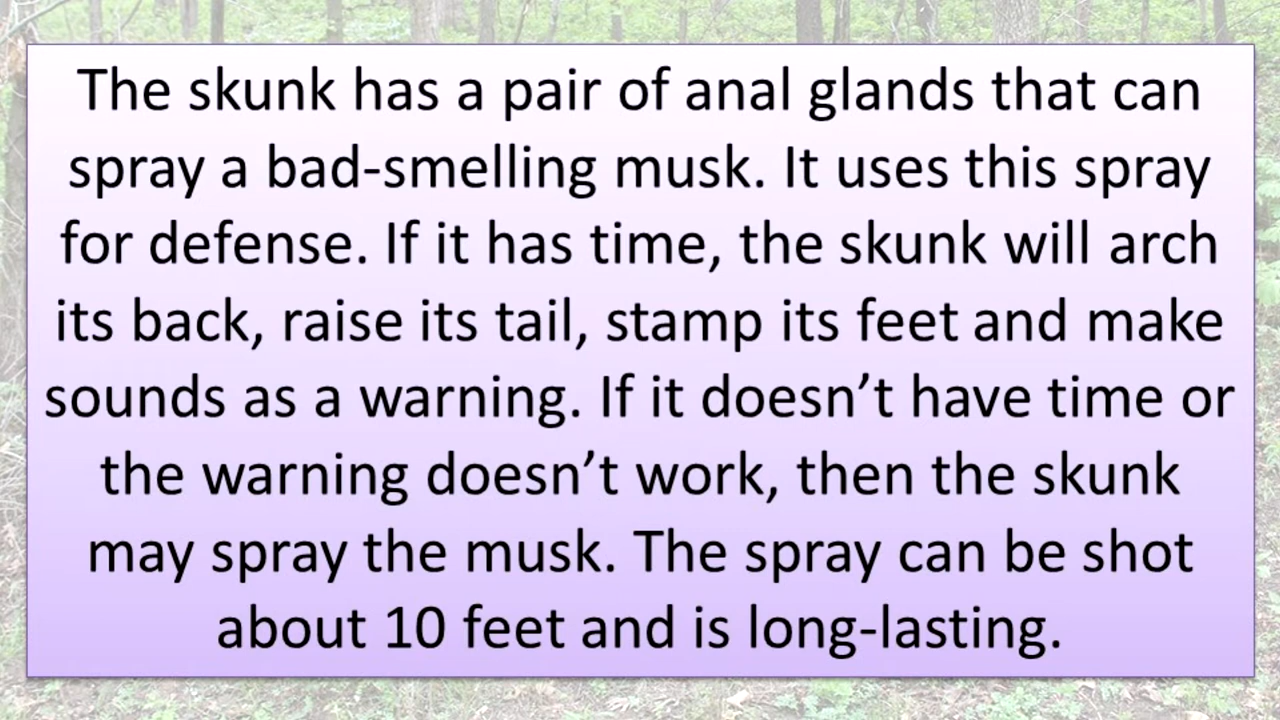 The skunk has a pair of anal glands that can
spray a bad-smelling musk. It uses this spray
for defense. If it has time, the skunk will arch
its back, raise its tail, stamp its feet and make
sounds as a warning. If it doesn’t have time or
the warning doesn’t work, then the skunk
may spray the musk. The spray can be shot
about 10 feet and is long-lasting.